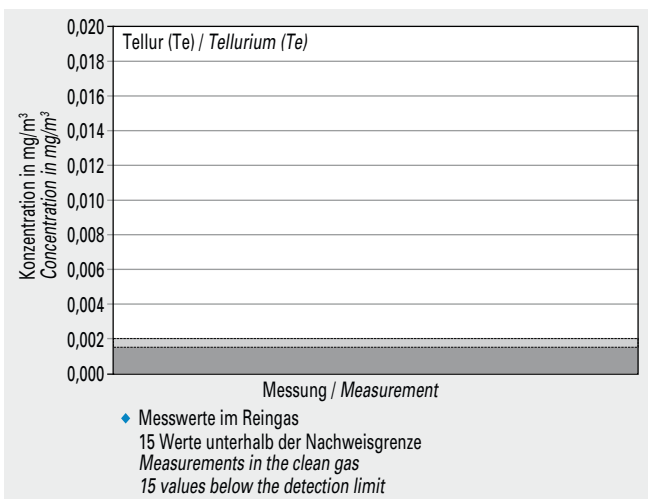 Tellur (Te) / Tellurium (Te)
Konzentration in mg/m³
Concentration in mg/m³
0,020
0,018
0,016
0,014
0,012
0,010
0,008
0,006
0,004
0,002
0,000
Messung / Measurement
Messwerte im Reingas
15 Werte unterhalb der Nachweisgrenze
Measurements in the clean gas
15 values below the detection limit